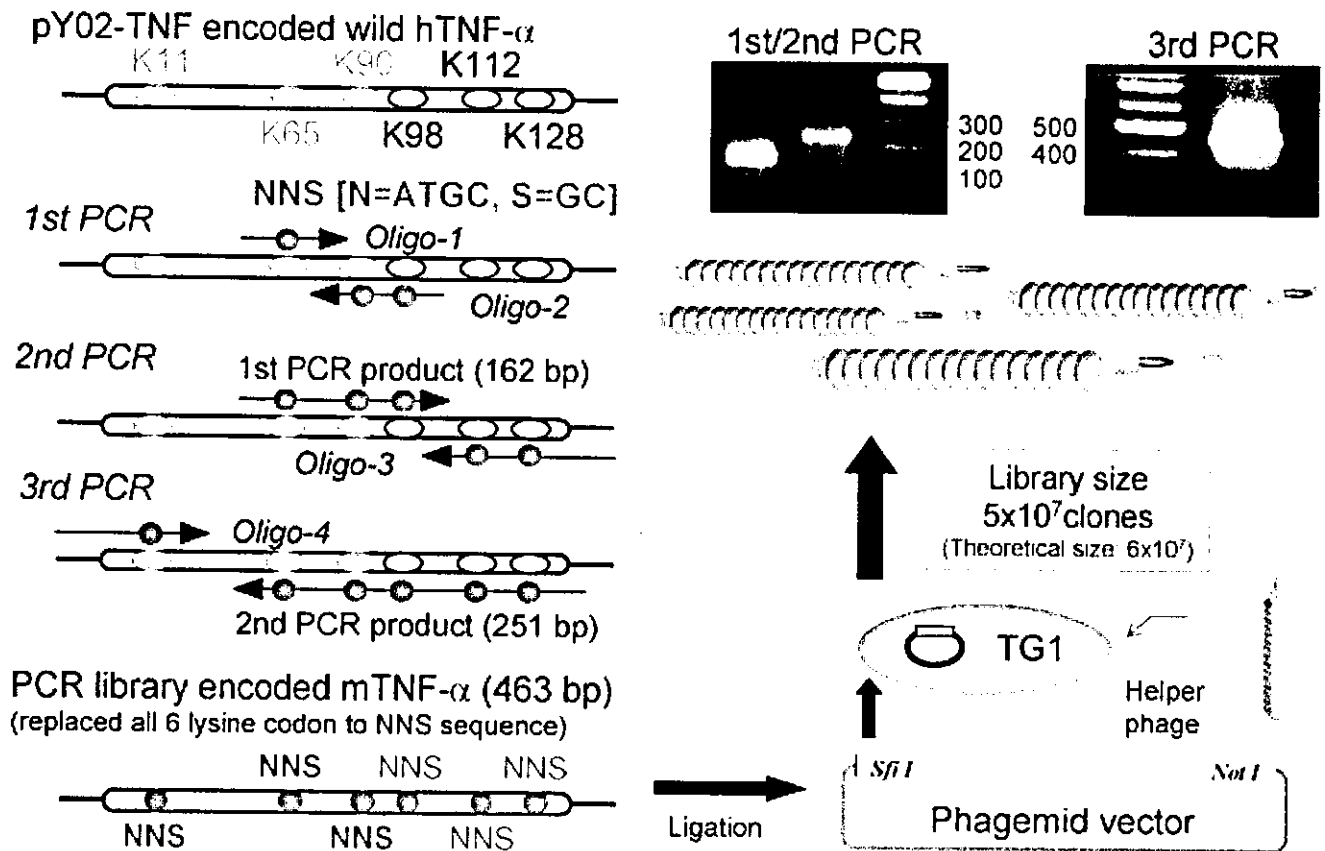 pY02-TNF encoded wild hTNF-α
K11 K90 K112
K65 K98 K128
NNS [N=ATGC, S=GC]
1st PCR
Oligo-1
Oligo-2
2nd PCR
1st PCR product (162 bp)
Oligo-3
3rd PCR
Oligo-4
2nd PCR product (251 bp)
PCR library encoded mTNF-α (463 bp)
(replaced all 6 lysine codon to NNS sequence)
NNS NNS NNS
NNS NNS NNS
1st/2nd PCR
300
200
100
3rd PCR
500
400
Library size
5x10⁷clones
(Theoretical size: 6x10⁷)
TG1
Helper
phage
Sfi I Not I
Phagemid vector
Ligation